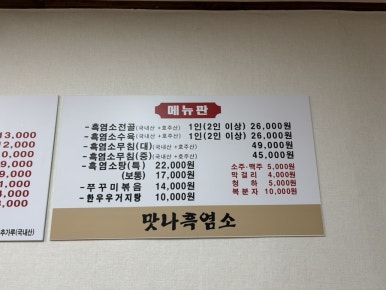 메뉴판
-흑염소전골(국내산+호주산) 1인(2인 이상) 26,000원
-흑염소수육(국내산+호주산) 1인(2인 이상) 26,000원
-흑염소무침(대)(국내산+호주산) 49,000원
-흑염소무침(중)(국내산+호주산) 45,000원
-흑염소탕(특) 22,000원
(보통) 17,000원
-쭈꾸미볶음 14,000원
-한우우거지탕 10,000원
소주·맥주 5,000원
막걸리 4,000원
청하 5,000원
복분자 10,000원
맛나흑염소
13,000
,000
,000
,000
,000
,000
,000
추가루(국내산)